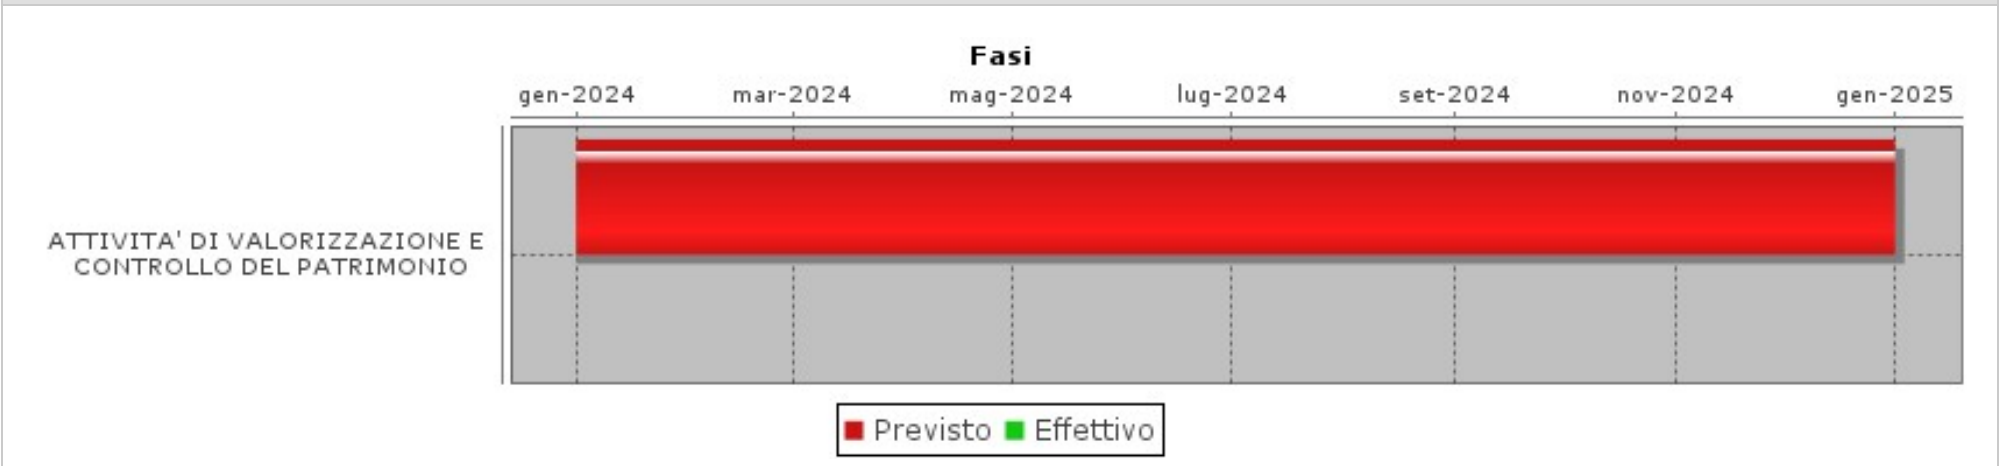 Fasi
gen-2024 mar-2024 mag-2024 lug-2024 set-2024 nov-2024 gen-2025
ATTIVITA' DI VALORIZZAZIONE E
CONTROLLO DEL PATRIMONIO
Previsto Effettivo